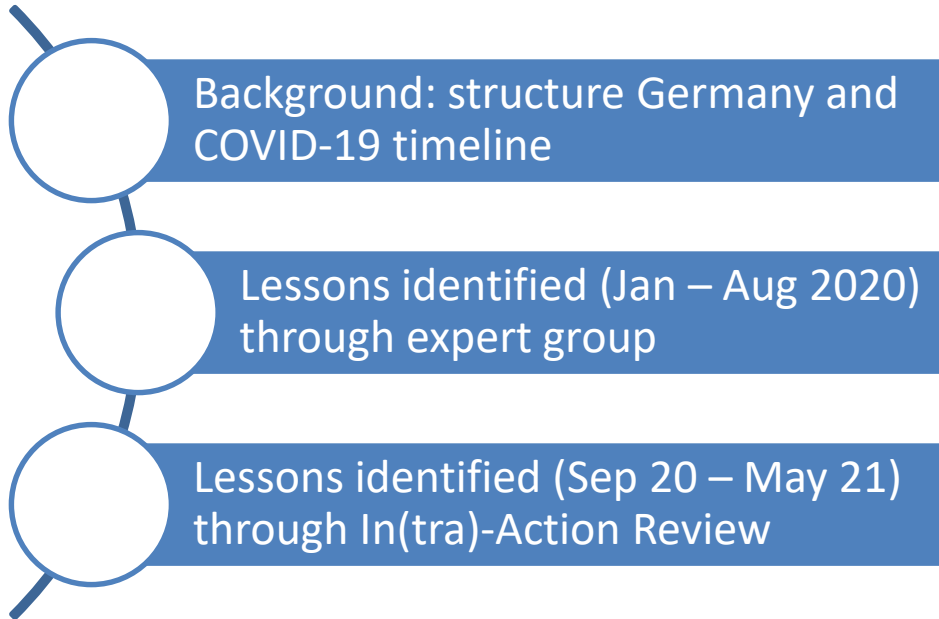 Background: structure Germany and
COVID-19 timeline
Lessons identified (Jan – Aug 2020)
through expert group
Lessons identified (Sep 20 – May 21)
through In(tra)-Action Review